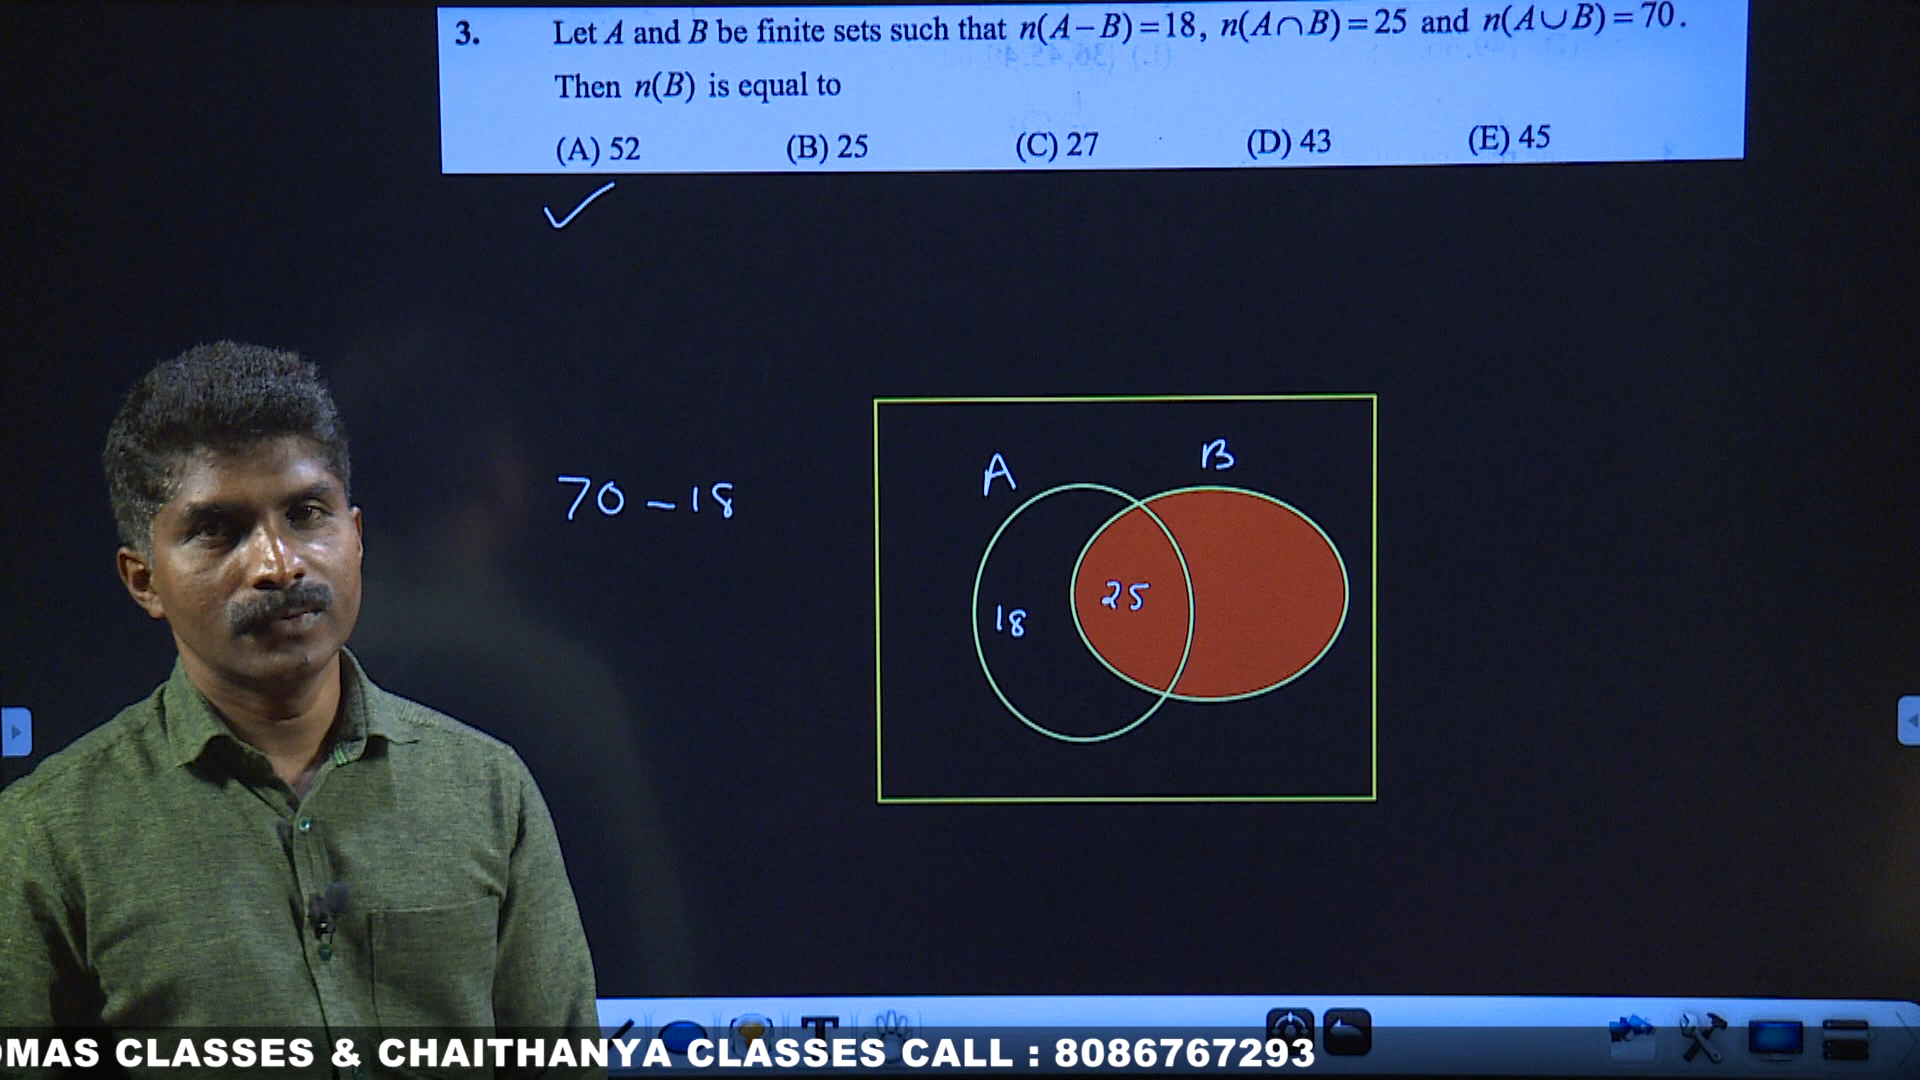 3. Let A and B be finite sets such that n(A−B)=18, n(A∩B)=25 and n(A∪B)=70.
Then n(B) is equal to
(A) 52 (B) 25 (C) 27 (D) 43 (E) 45
A B
70 − 18
25
18
OMAS CLASSES & CHAITHANYA CLASSES CALL : 8086767293